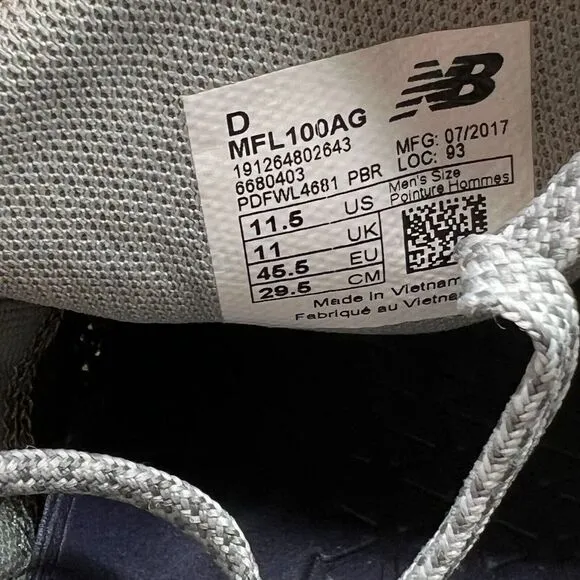 D
NB
MFL100AG
191264802643
6680403
PDFWL4681 PBR
MFG: 07/2017
LOC: 93
11.5 US
11 UK
45.5 EU
29.5 CM
Men's Size
Pointure Hommes
Made in Vietnam
Fabriqué au Vietnam